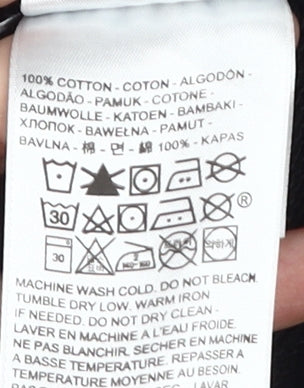 100% COTTON - COTON - ALGODÔN -
ALGODÃO - PAMUK - COTONE -
BAUMWOLLE - KATOEN - BAMBAKI -
ХЛОПОК - BAWEŁNA - PAMUT -
BAVLNA - 棉 - 면 - 綿 100% - KAPAS
30 ®
30
MACHINE WASH COLD. DO NOT BLEACH.
TUMBLE DRY LOW. WARM IRON
IF NEEDED. DO NOT DRY CLEAN -
LAVER EN MACHINE A L'EAU FROIDE.
NE PAS BLANCHIR. SECHER EN MACHINE
A BASSE TEMPERATURE. REPASSER A
TEMPERATURE MOYENNE AU BESOIN.
LAVAR